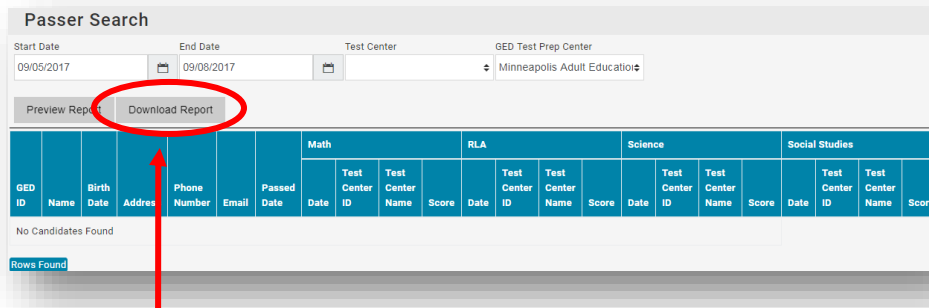 Passer Search
Start Date End Date Test Center GED Test Prep Center
09/05/2017 09/08/2017 Minneapolis Adult Education
Preview Report Download Report
Math RLA Science Social Studies
GED ID Name Birth Date Address Phone Number Email Passed Date Date Test Center ID Test Center Name Score Date Test Center ID Test Center Name Score Date Test Center ID Test Center Name Score Date Test Center ID Test Center Name Scor
No Candidates Found
Rows Found